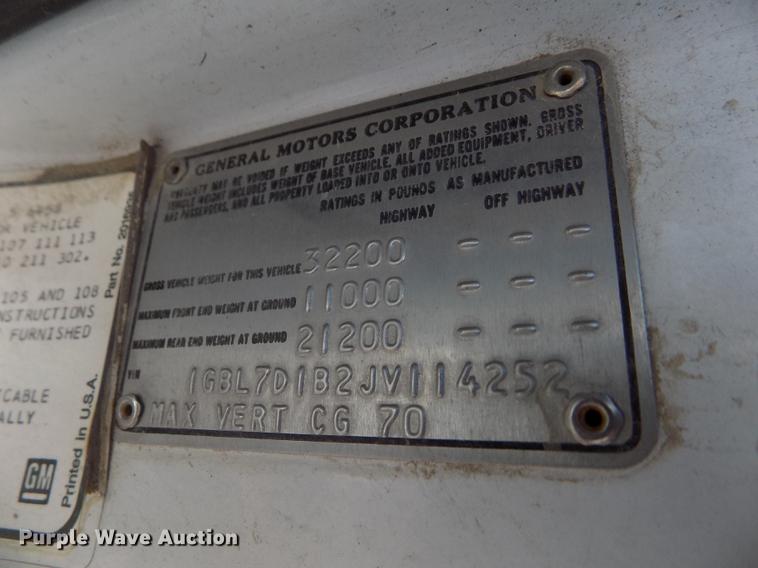 GENERAL MOTORS CORPORATION
WARRANTY MAY BE VOIDED IF WEIGHT EXCEEDS ANY OF RATINGS SHOWN. GROSS
VEHICLE WEIGHT INCLUDES WEIGHT OF BASE VEHICLE, ALL ADDED EQUIPMENT, DRIVER
AND PASSENGERS, AND ALL PROPERTY LOADED INTO OR ONTO VEHICLE.
RATINGS IN POUNDS AS MANUFACTURED
HIGHWAY OFF HIGHWAY
GROSS VEHICLE WEIGHT FOR THIS VEHICLE 32200 - - -
MAXIMUM FRONT END WEIGHT AT GROUND 11000 - - -
MAXIMUM REAR END WEIGHT AT GROUND 21200 - - -
VIN 1GBL7D1B2JV114252
MAX VERT CG 70
VEHICLE
107 111 113
211 302.
105 AND 108
NSTRUCTIONS
FURNISHED
CABLE
ALLY
GM
Part No.
Printed in U.S.A.
Purple Wave Auction